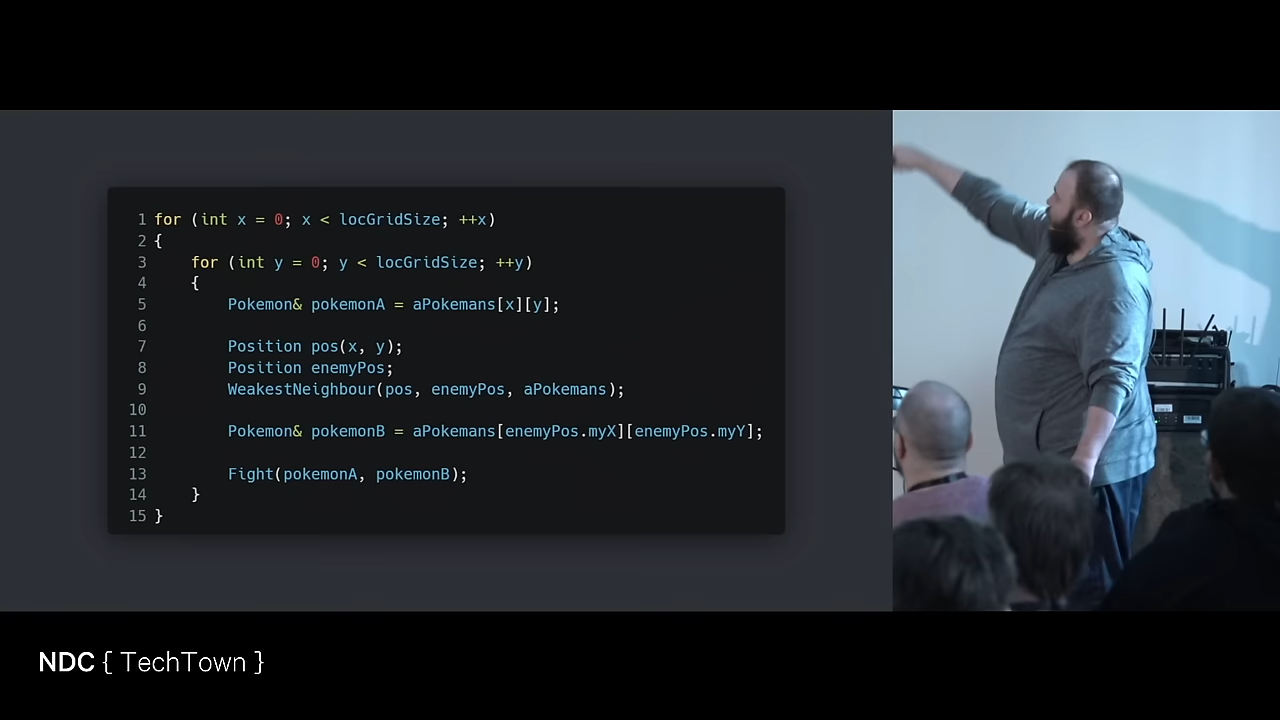 1 for (int x = 0; x < locGridSize; ++x)
2 {
3     for (int y = 0; y < locGridSize; ++y)
4     {
5         Pokemon& pokemonA = aPokemans[x][y];
6
7         Position pos(x, y);
8         Position enemyPos;
9         WeakestNeighbour(pos, enemyPos, aPokemans);
10
11         Pokemon& pokemonB = aPokemans[enemyPos.myX][enemyPos.myY];
12
13         Fight(pokemonA, pokemonB);
14     }
15 }
NDC { TechTown }